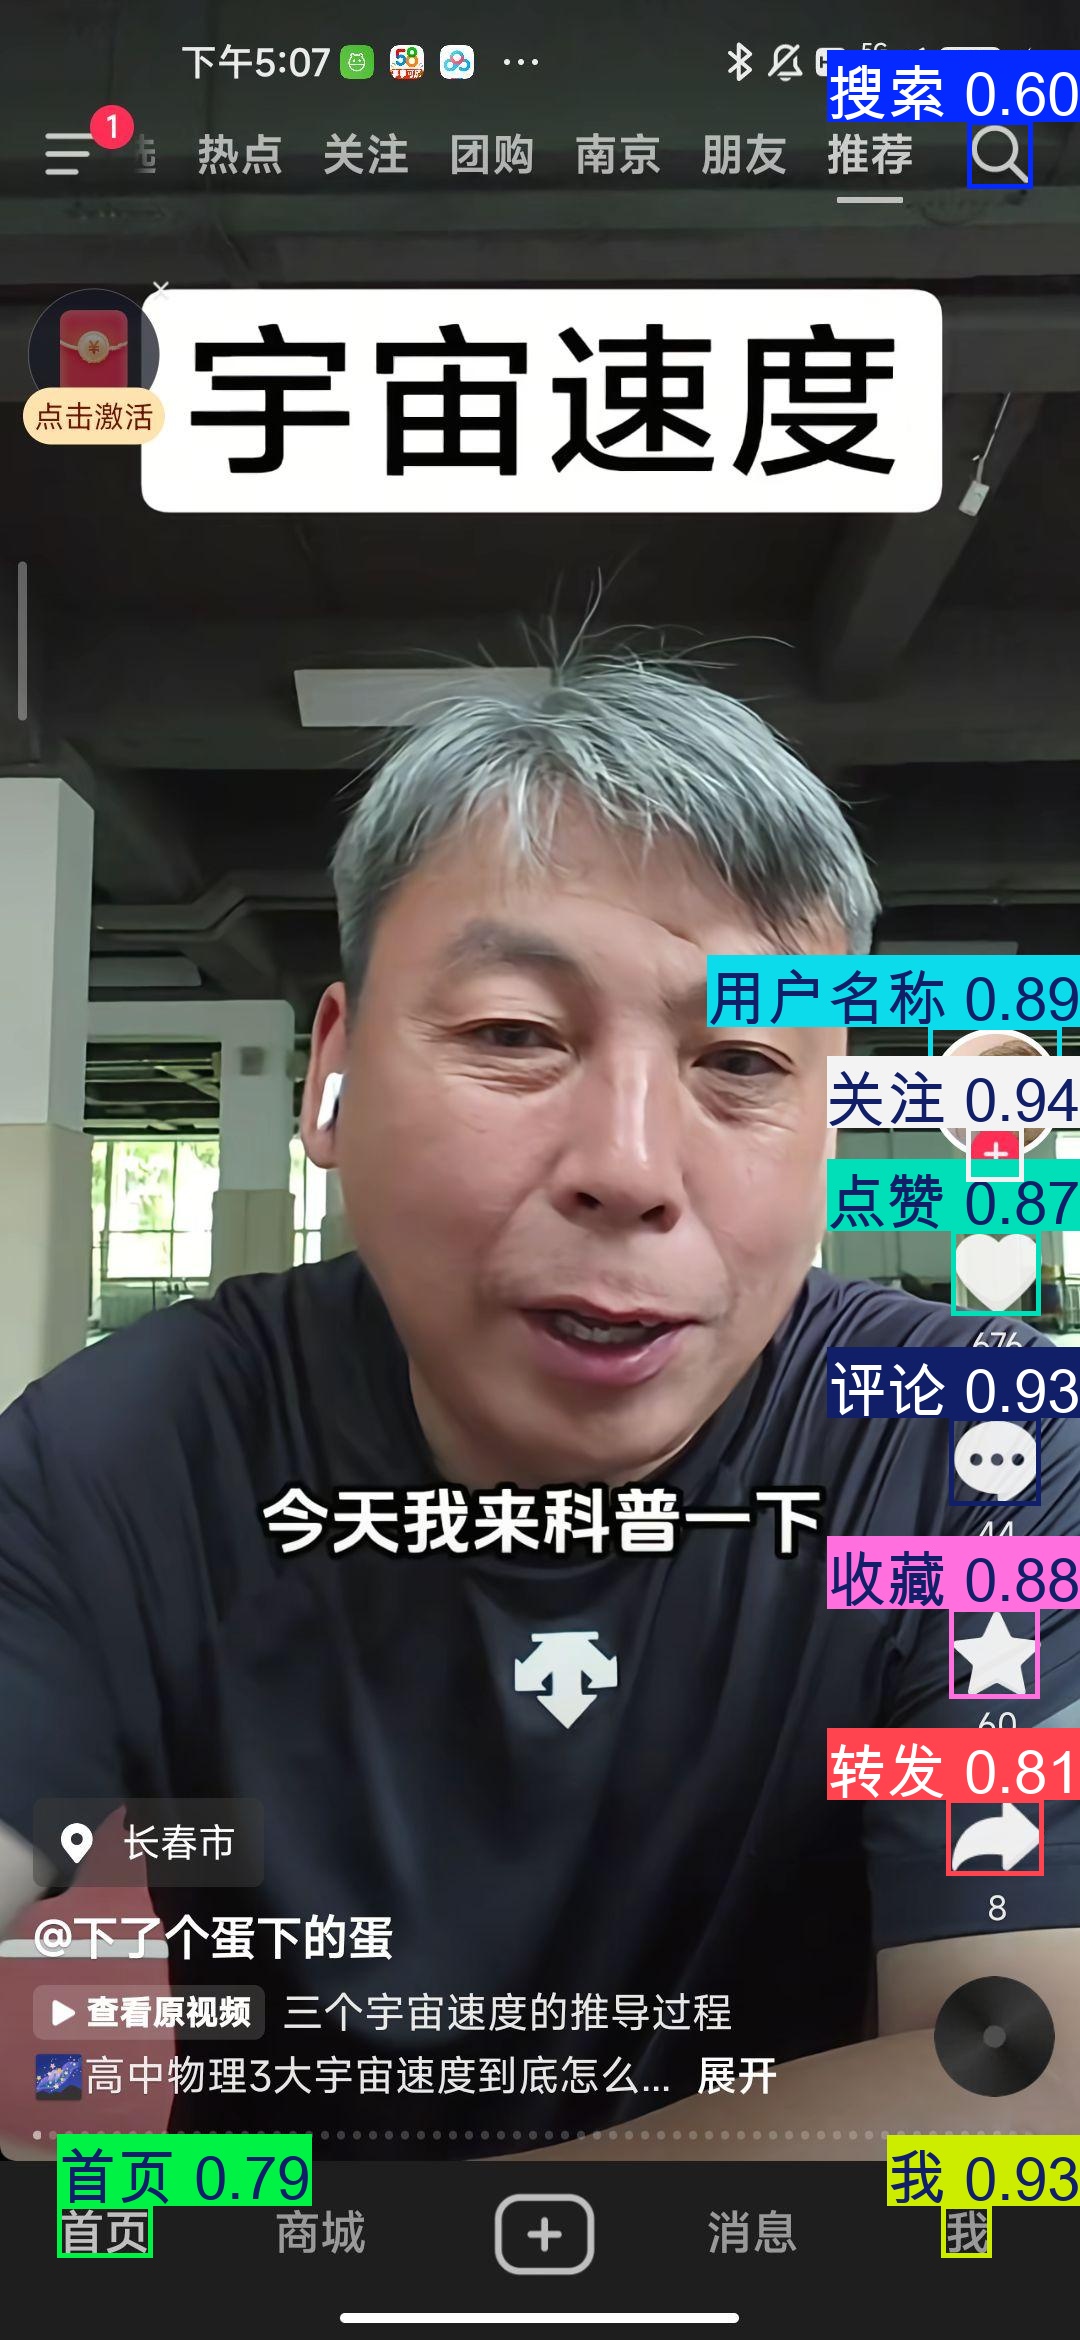 下午5:07 58 ...
搜索 0.60
1
热点 关注 团购 南京 朋友 推荐
宇宙速度
点击激活
用户名称 0.89
关注 0.94
点赞 0.87
676
评论 0.93
今天我来科普一下
44
收藏 0.88
60
转发 0.81
长春市
8
@下了个蛋下的蛋
查看原视频 三个宇宙速度的推导过程
高中物理3大宇宙速度到底怎么... 展开
首页 0.79
我 0.93
首页 商城 消息 我